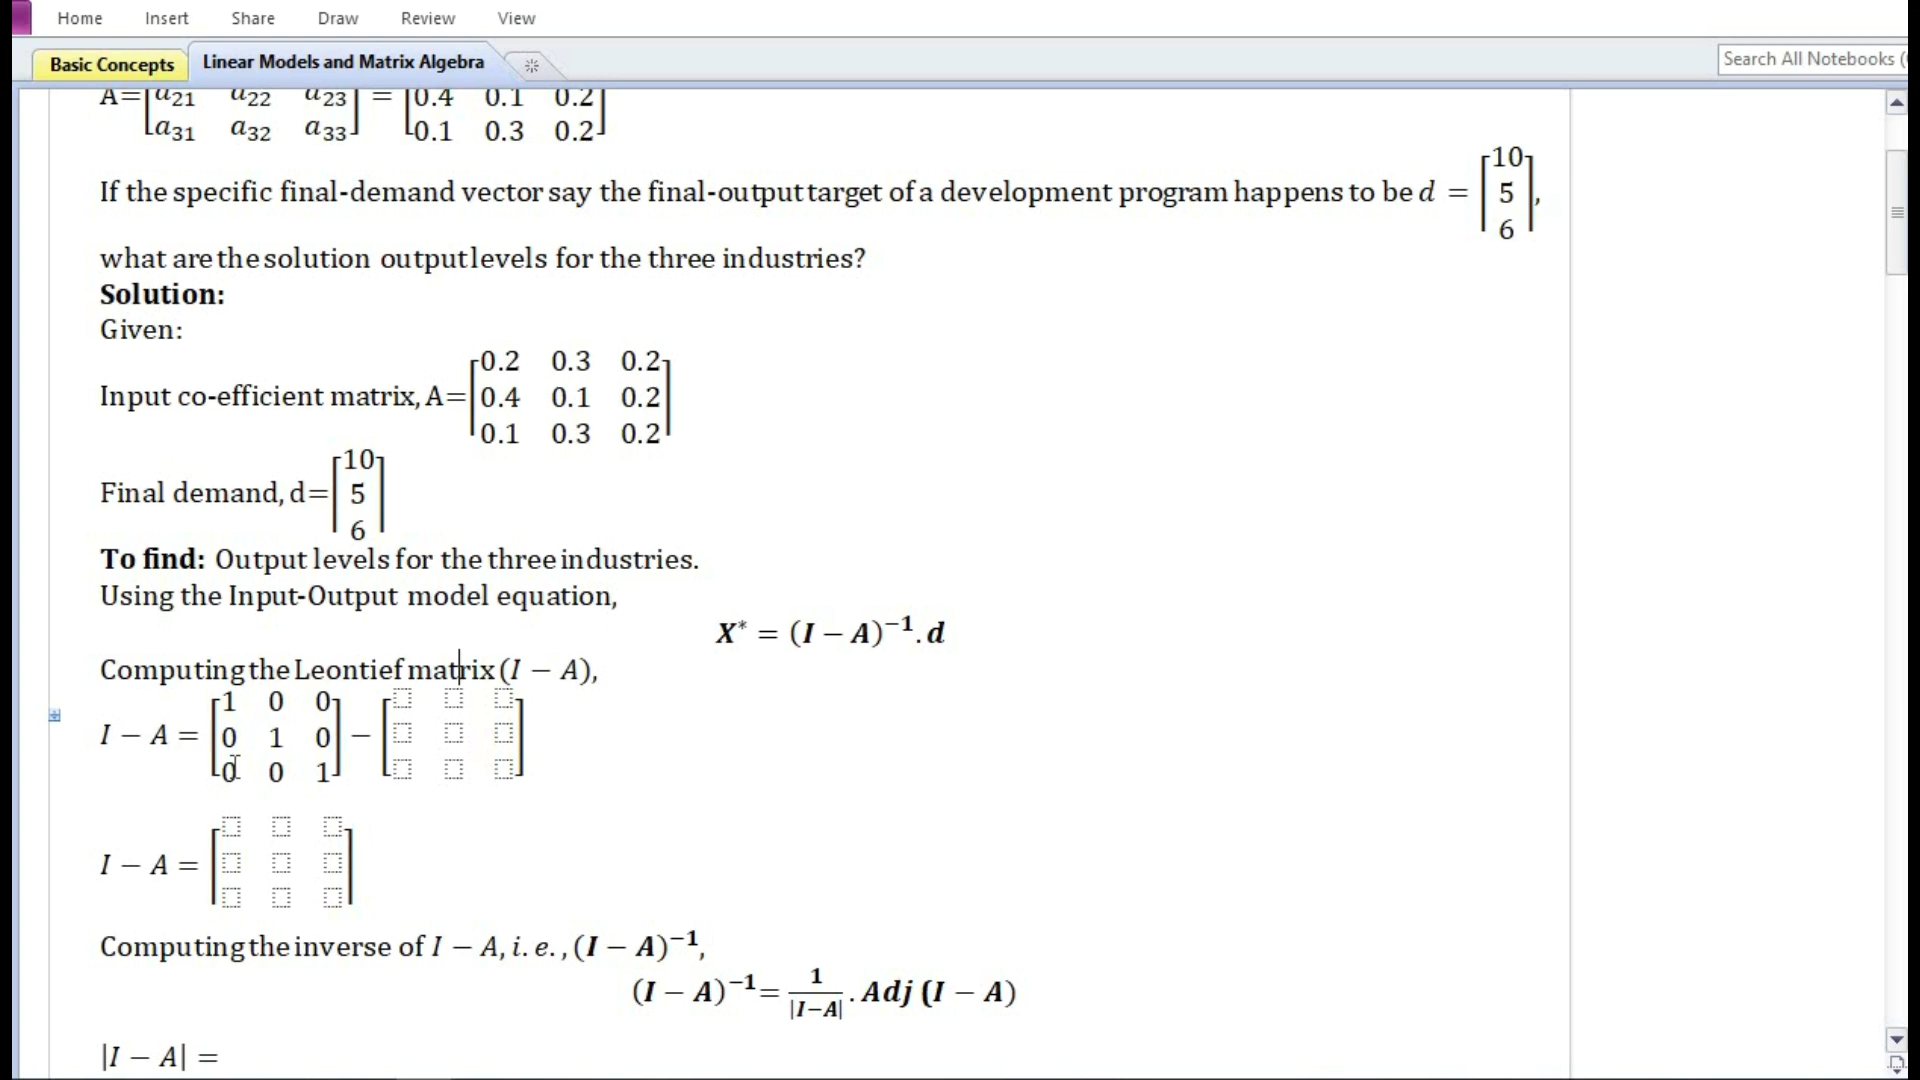 Home Insert Share Draw Review View
Basic Concepts Linear Models and Matrix Algebra Search All Notebooks (
A=[a21 a22 a23] = [0.4 0.1 0.2]
[a31 a32 a33] [0.1 0.3 0.2]
If the specific final-demand vector say the final-output target of a development program happens to be d = [10 5 6],
what are the solution output levels for the three industries?
Solution:
Given:
0.2 0.3 0.2
Input co-efficient matrix, A= 0.4 0.1 0.2
0.1 0.3 0.2
10
Final demand, d= 5
6
To find: Output levels for the three industries.
Using the Input-Output model equation,
X* = (I − A)⁻¹. d
Computing the Leontief matrix (I − A),
1 0 0
I − A = 0 1 0 −
0 0 1
I − A =
Computing the inverse of I − A, i. e. , (I − A)⁻¹,
(I − A)⁻¹= 1/|I−A| . Adj (I − A)
|I − A| =